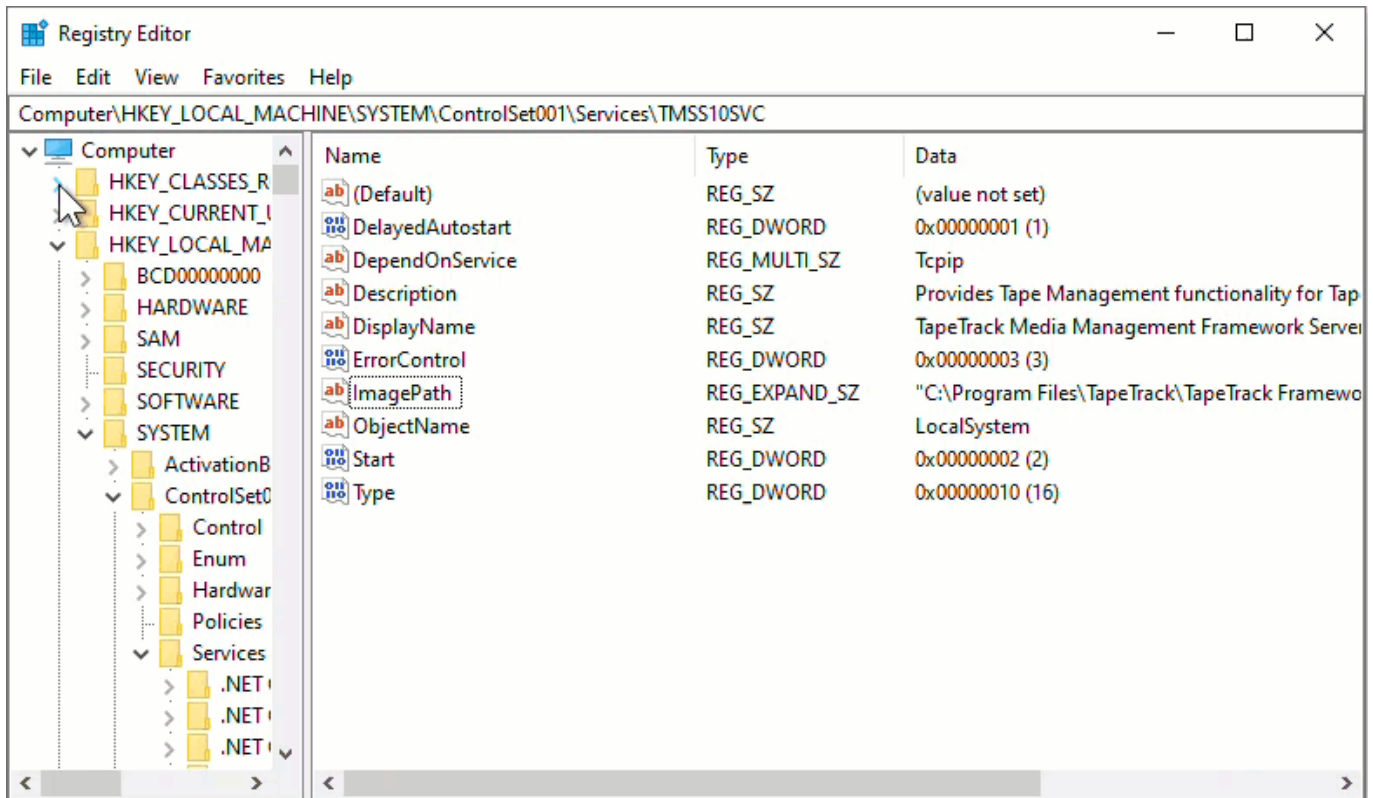 Registry Editor
File Edit View Favorites Help
Computer\HKEY_LOCAL_MACHINE\SYSTEM\ControlSet001\Services\TMSS10SVC
Computer
HKEY_CLASSES_R
HKEY_CURRENT_U
HKEY_LOCAL_MA
BCD00000000
HARDWARE
SAM
SECURITY
SOFTWARE
SYSTEM
ActivationB
ControlSet0
Control
Enum
Hardwar
Policies
Services
.NET
.NET
.NET
Name Type Data
(Default) REG_SZ (value not set)
DelayedAutostart REG_DWORD 0x00000001 (1)
DependOnService REG_MULTI_SZ Tcpip
Description REG_SZ Provides Tape Management functionality for Tap
DisplayName REG_SZ TapeTrack Media Management Framework Server
ErrorControl REG_DWORD 0x00000003 (3)
ImagePath REG_EXPAND_SZ "C:\Program Files\TapeTrack\TapeTrack Framewo
ObjectName REG_SZ LocalSystem
Start REG_DWORD 0x00000002 (2)
Type REG_DWORD 0x00000010 (16)